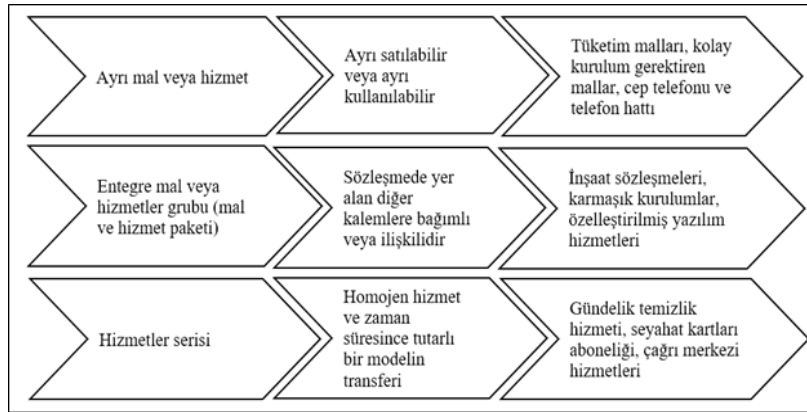 Ayrı mal veya hizmet
Ayrı satılabilir
veya ayrı
kullanılabilir
Tüketim malları, kolay
kurulum gerektiren
mallar, cep telefonu ve
telefon hattı
Entegre mal veya
hizmetler grubu (mal
ve hizmet paketi)
Sözleşmede yer
alan diğer
kalemlere bağımlı
veya ilişkilidir
İnşaat sözleşmeleri,
karmaşık kurulumlar,
özelleştirilmiş yazılım
hizmetleri
Hizmetler serisi
Homojen hizmet
ve zaman
süresince tutarlı
bir modelin
transferi
Gündelik temizlik
hizmeti, seyahat kartları
aboneliği, çağrı merkezi
hizmetleri